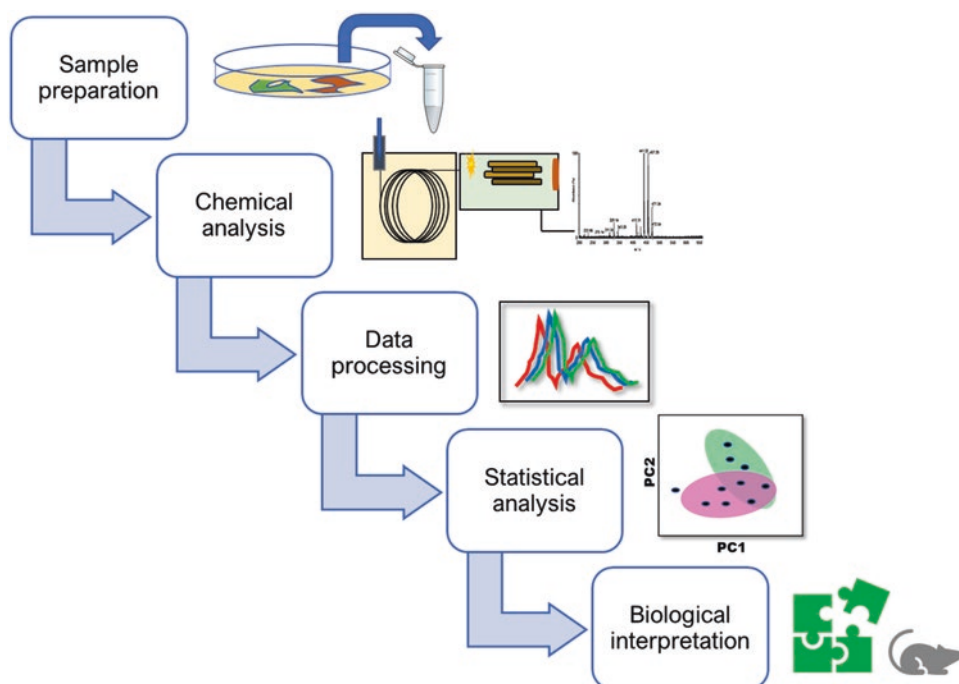 Sample
preparation
Chemical
analysis
Data
processing
PC2
PC1
Statistical
analysis
Biological
interpretation